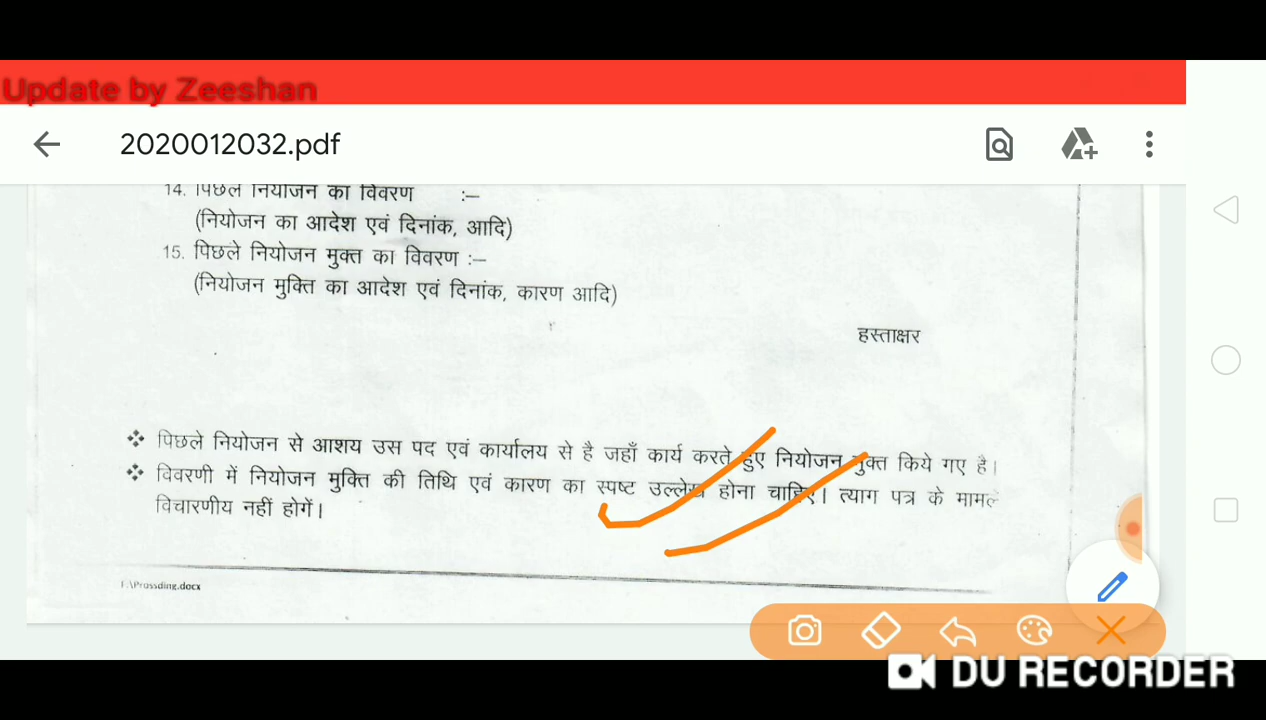 Update by Zeeshan
2020012032.pdf
14. पिछले नियोजन का विवरण :–
(नियोजन का आदेश एवं दिनांक, आदि)
15. पिछले नियोजन मुक्त का विवरण :–
(नियोजन मुक्ति का आदेश एवं दिनांक, कारण आदि)
हस्ताक्षर
❖ पिछले नियोजन से आशय उस पद एवं कार्यालय से है जहाँ कार्य करते हुए नियोजन मुक्त किये गए है।
❖ विवरणी में नियोजन मुक्ति की तिथि एवं कारण का स्पष्ट उल्लेख होना चाहिए। त्याग पत्र के मामले
विचारणीय नहीं होगें।
F:\Prossding.docx
DU RECORDER